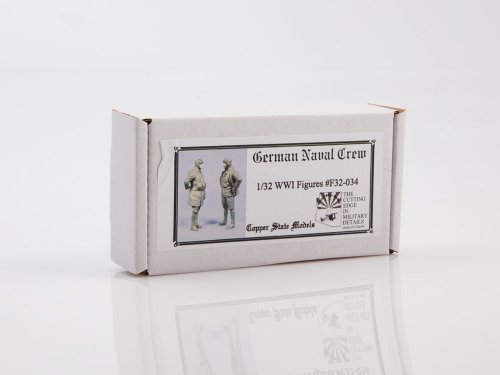 German Naval Crew
1/32 WWI Figures #F32-034
Copper State Models
THE
CUTTING
EDGE
IN
MILITARY
DETAILS